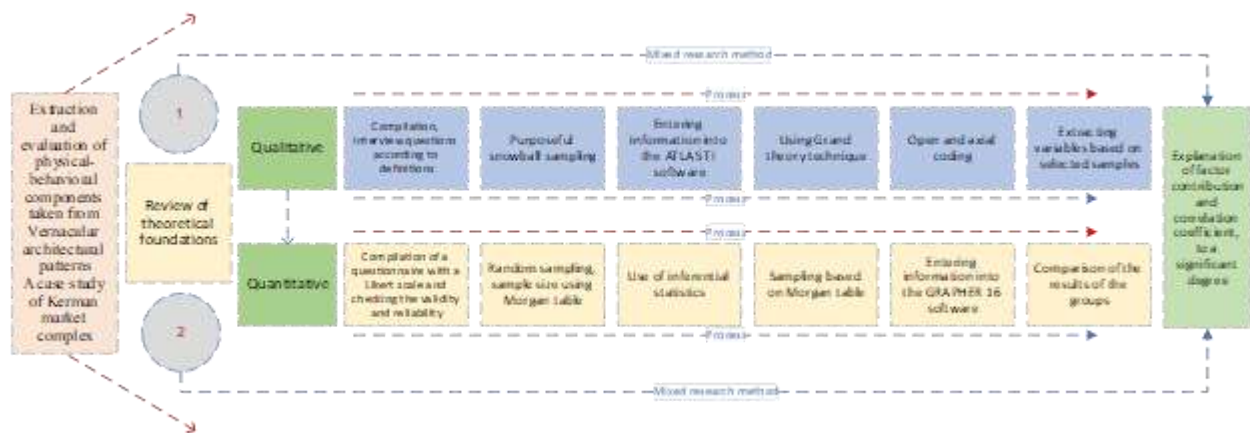 Extraction
and
evaluation of
physical-
behavioral
components
taken from
Vernacular
architectural
patterns
A case study
of Kerman
market
complex
1
Review of
theoretical
foundations
2
Mixed research method
Process
Qualitative
Compilation,
interview questions
according to
definitions
Purposeful
snowball sampling
Entering
information into
the ATLASTI
software
Using Grand
theory technique
Open and axial
coding
Extracting
variables based on
selected samples
Process
Process
Quantitative
Compilation of a
questionnaire with a
Likert scale and
checking the validity
and reliability
Random sampling,
sample size using
Morgan table
Use of inferential
statistics
Sampling based
on Morgan table
Entering
information into
the GRAPHER 16
software
Comparison of the
results of the
groups
Process
Mixed research method
Explanation
of factor
contribution
and
correlation
coefficient,
to a
significant
degree